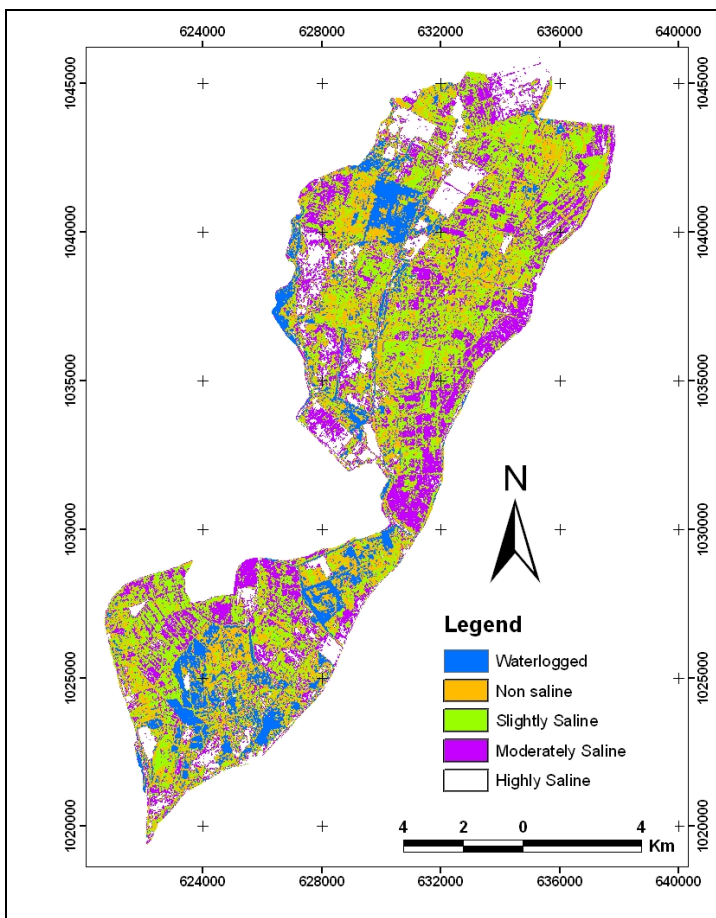 624000 628000 632000 636000 640000
1045000 1045000
1040000 1040000
1035000 1035000
1030000 1030000
N
Legend
Waterlogged
Non saline
Slightly Saline
Moderately Saline
Highly Saline
1025000 1025000
1020000 1020000
4 2 0 4
Km
624000 628000 632000 636000 640000